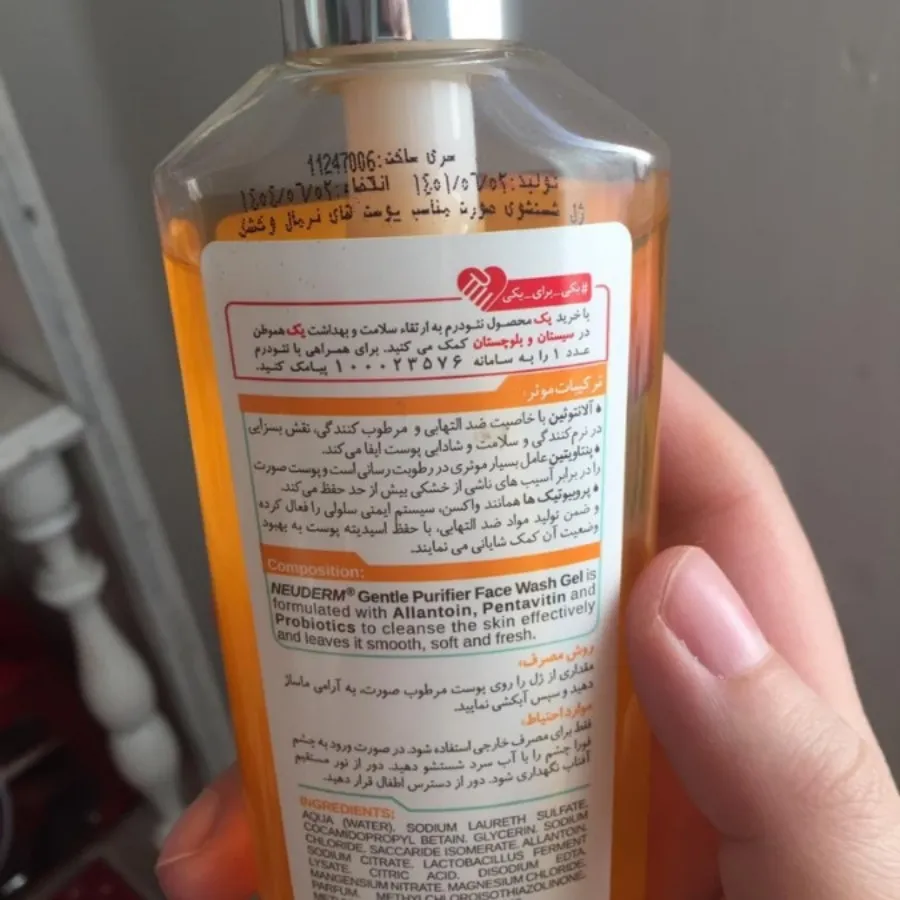 سری ساخت:11247006
تولید:۱۴۰۱/۰۶/۰۲ انقضاء:۱۴۰۴/۰۶/۰۲
ژل شستشوی صورت مناسب پوست های نرمال و خشک
#یکی_برای_یکی
با خرید یک محصول نئودرم به ارتقاء سلامت و بهداشت یک هموطن
در سیستان و بلوچستان کمک می کنید. برای همراهی با نئودرم
عدد ۱ را به سامانه ۱۰۰۰۲۳۵۷۶ پیامک کنید.
ترکیبات موثر:
• آلانتوئین با خاصیت ضد التهابی و مرطوب کنندگی، نقش بسزایی
در نرم کنندگی و سلامت و شادابی پوست ایفا می‌کند.
• پنتاویتین عامل بسیار موثری در رطوبت رسانی است و پوست صورت
را در برابر آسیب های ناشی از خشکی بیش از حد حفظ می‌کند.
• پروبیوتیک ها همانند واکسن، سیستم ایمنی سلولی را فعال کرده
و ضمن تولید مواد ضد التهابی، با حفظ اسیدیته پوست به بهبود
وضعیت آن کمک شایانی می نمایند.
Composition:
NEUDERM® Gentle Purifier Face Wash Gel is
formulated with Allantoin, Pentavitin and
Probiotics to cleanse the skin effectively
and leaves it smooth, soft and fresh.
روش مصرف:
مقداری از ژل را روی پوست مرطوب صورت، به آرامی ماساژ
دهید و سپس آبکشی نمایید.
موارد احتیاط:
فقط برای مصرف خارجی استفاده شود. در صورت ورود به چشم
فورا چشم را با آب سرد شستشو دهید. دور از نور مستقیم
آفتاب نگهداری شود. دور از دسترس اطفال قرار دهید.
INGREDIENTS:
AQUA (WATER), SODIUM LAURETH SULFATE,
COCAMIDOPROPYL BETAIN, GLYCERIN, SODIUM
CHLORIDE, SACCARIDE ISOMERATE, ALLANTOIN,
SODIUM CITRATE, LACTOBACILLUS FERMENT
LYSATE, CITRIC ACID, DISODIUM EDTA,
MANGENSIUM NITRATE, MAGNESIUM CHLORIDE,
PARFUM, METHYLCHLOROISOTHIAZOLINONE,